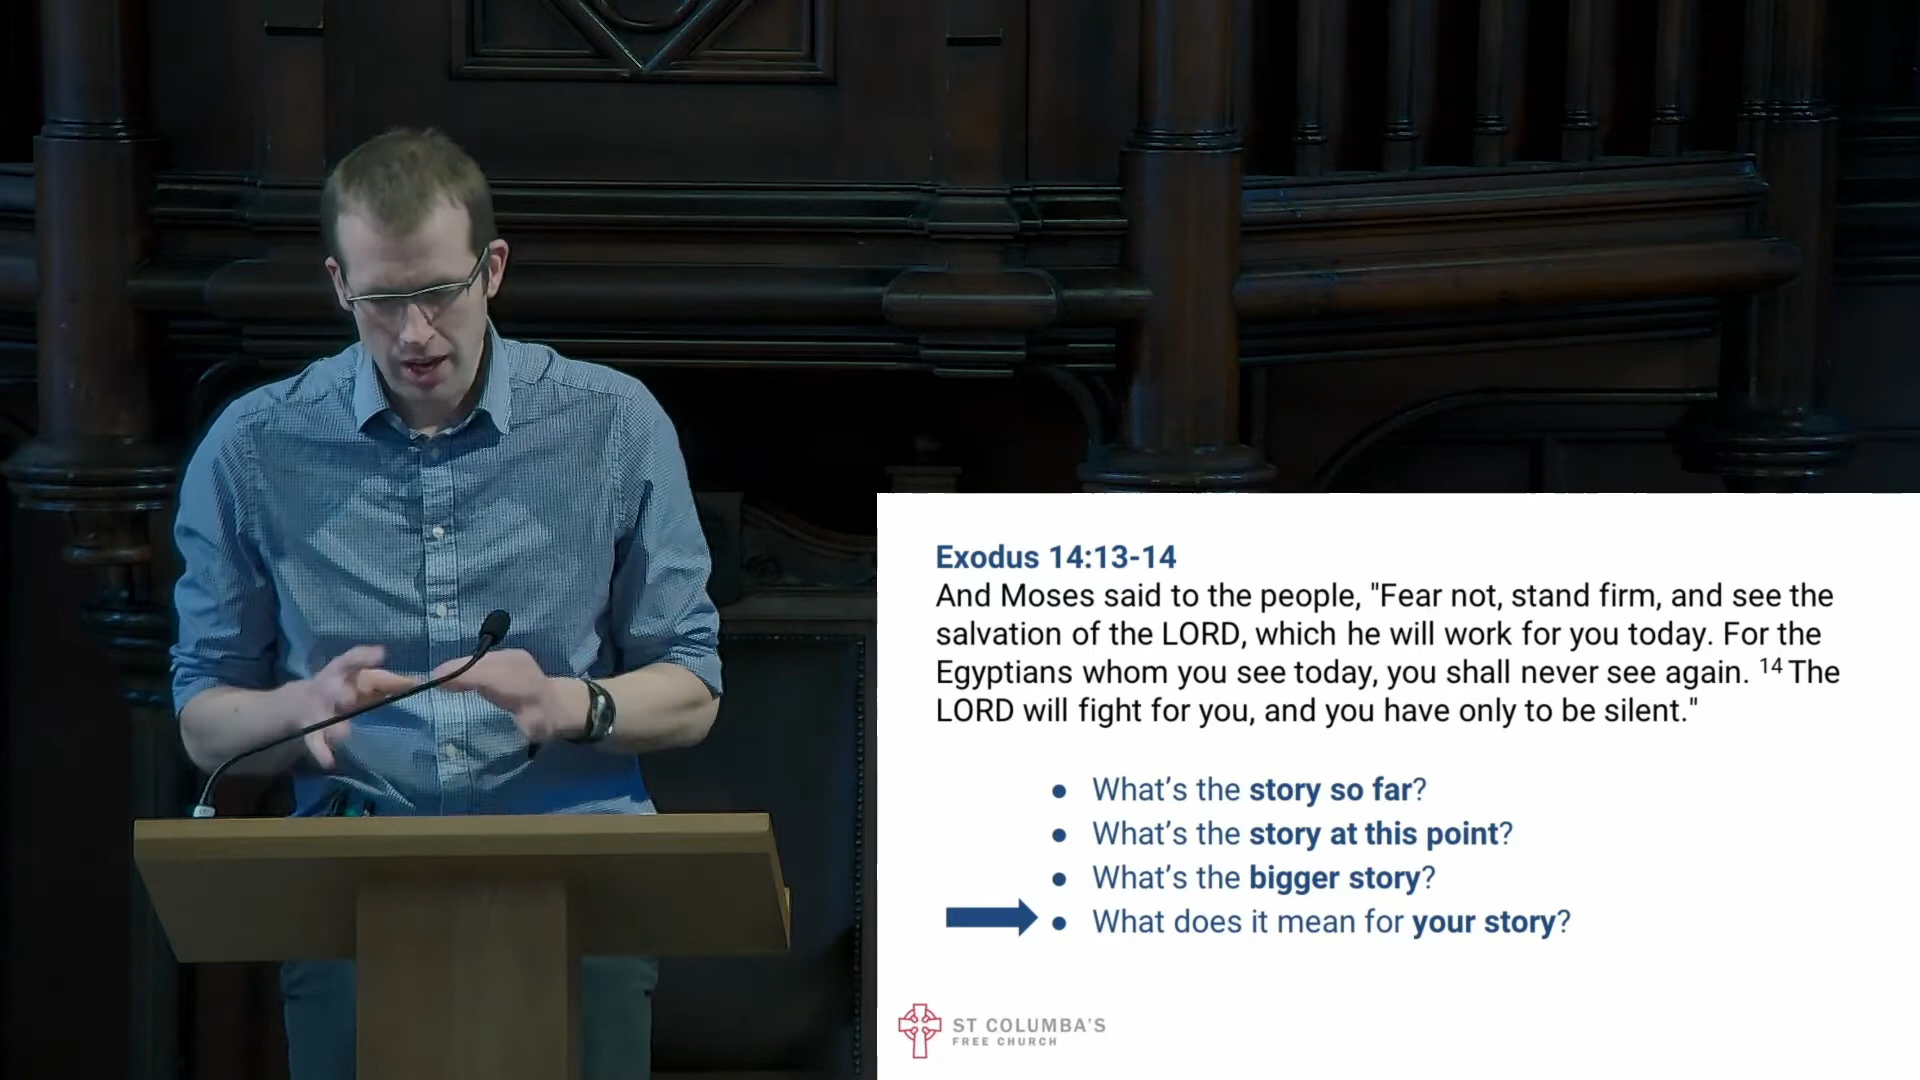 Exodus 14:13-14
And Moses said to the people, "Fear not, stand firm, and see the
salvation of the LORD, which he will work for you today. For the
Egyptians whom you see today, you shall never see again. 14 The
LORD will fight for you, and you have only to be silent."
● What’s the story so far?
● What’s the story at this point?
● What’s the bigger story?
● What does it mean for your story?
ST COLUMBA’S
FREE CHURCH